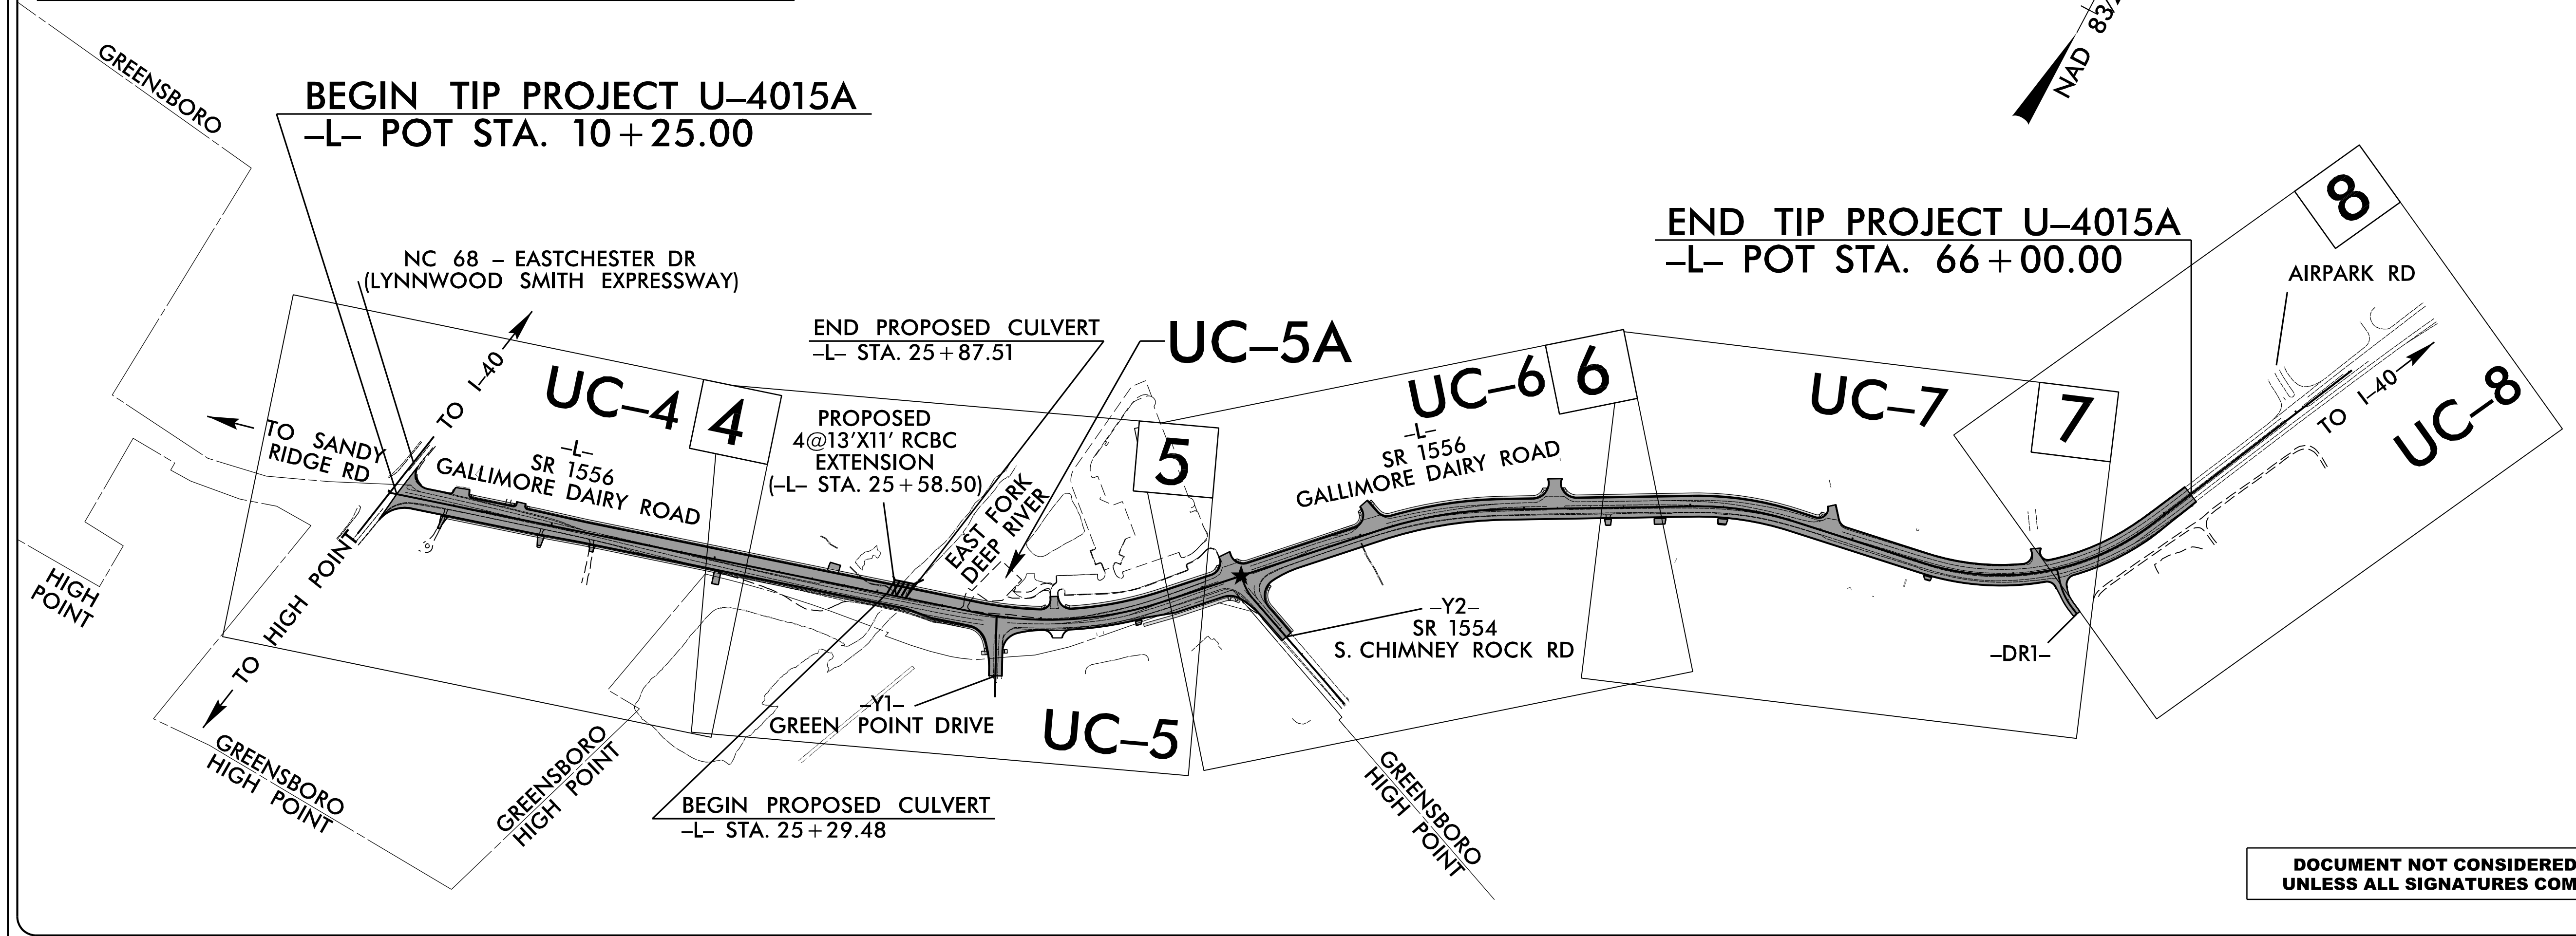 GREENSBORO
BEGIN TIP PROJECT U–4015A
–L– POT STA. 10+25.00
NAD 83/
NC 68 – EASTCHESTER DR
(LYNNWOOD SMITH EXPRESSWAY)
END TIP PROJECT U–4015A
–L– POT STA. 66+00.00
8
AIRPARK RD
TO I–40
UC–8
END PROPOSED CULVERT
–L– STA. 25+87.51
UC–5A
TO I–40
UC–4
4
PROPOSED
4@13'X11' RCBC
EXTENSION
(–L– STA. 25+58.50)
5
UC–6
6
UC–7
7
TO SANDY
RIDGE RD
–L–
SR 1556
GALLIMORE DAIRY ROAD
–L–
SR 1556
GALLIMORE DAIRY ROAD
EAST FORK
DEEP RIVER
HIGH
POINT
TO HIGH POINT
–Y2–
SR 1554
S. CHIMNEY ROCK RD
–DR1–
–Y1–
GREEN POINT DRIVE
UC–5
GREENSBORO
HIGH POINT
GREENSBORO
HIGH POINT
GREENSBORO
HIGH POINT
BEGIN PROPOSED CULVERT
–L– STA. 25+29.48
DOCUMENT NOT CONSIDERED
UNLESS ALL SIGNATURES COM